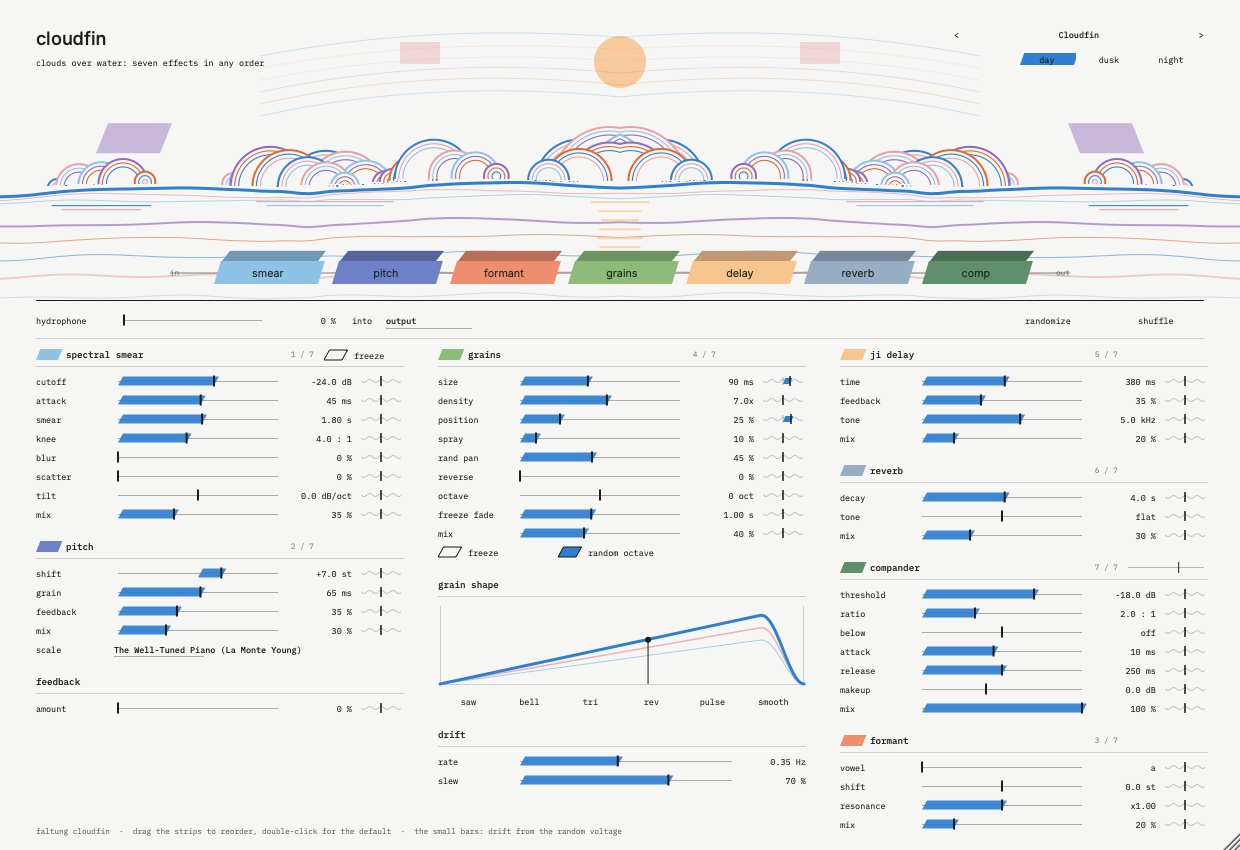 cloudfin
clouds over water: seven effects in any order
< Cloudfin >
day dusk night
in smear pitch formant grains delay reverb comp out
hydrophone 0 % into output randomize shuffle
spectral smear 1 / 7 freeze
cutoff -24.0 dB
attack 45 ms
smear 1.80 s
knee 4.0 : 1
blur 0 %
scatter 0 %
tilt 0.0 dB/oct
mix 35 %
pitch 2 / 7
shift +7.0 st
grain 65 ms
feedback 35 %
mix 30 %
scale The Well-Tuned Piano (La Monte Young)
feedback
amount 0 %
grains 4 / 7
size 90 ms
density 7.0x
position 25 %
spray 10 %
rand pan 45 %
reverse 0 %
octave 0 oct
freeze fade 1.00 s
mix 40 %
freeze random octave
grain shape
saw bell tri rev pulse smooth
drift
rate 0.35 Hz
slew 70 %
ji delay 5 / 7
time 380 ms
feedback 35 %
tone 5.0 kHz
mix 20 %
reverb 6 / 7
decay 4.0 s
tone flat
mix 30 %
compander 7 / 7
threshold -18.0 dB
ratio 2.0 : 1
below off
attack 10 ms
release 250 ms
makeup 0.0 dB
mix 100 %
formant 3 / 7
vowel a
shift 0.0 st
resonance x1.00
mix 20 %
faltung cloudfin · drag the strips to reorder, double-click for the default · the small bars: drift from the random voltage